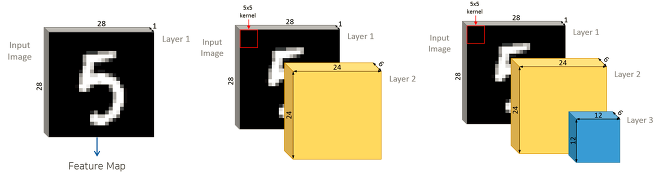 28
1
Input
Image
Layer 1
28
Feature Map
5x5
kernel
28
1
Input
Image
Layer 1
28
24
6
Layer 2
24
5x5
kernel
28
1
Input
Image
Layer 1
28
24
6
Layer 2
24
12
6
Layer 3
12